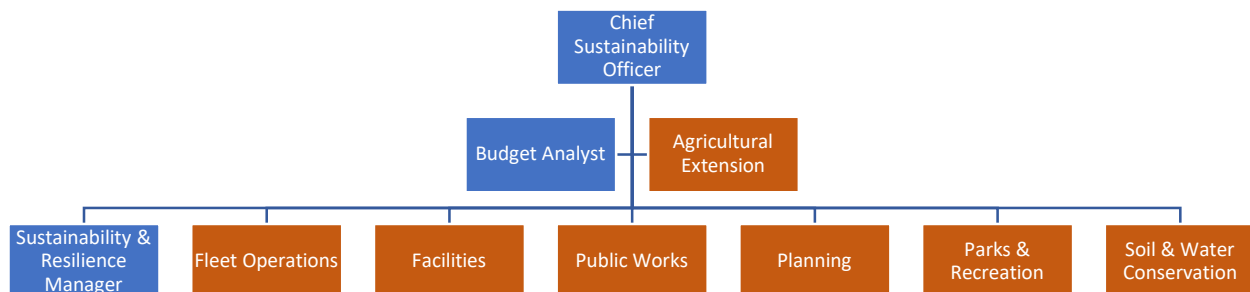 Chief
Sustainability
Officer
Budget Analyst
Agricultural
Extension
Sustainability &
Resilience
Manager
Fleet Operations
Facilities
Public Works
Planning
Parks &
Recreation
Soil & Water
Conservation